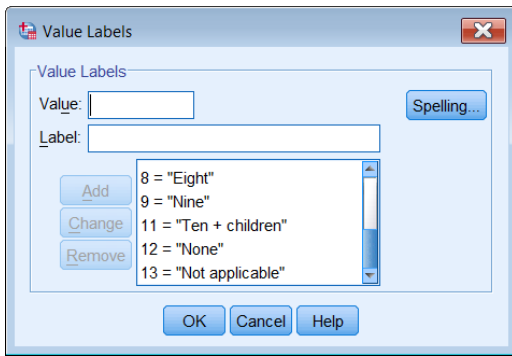 Value Labels
Value Labels
Value:
Spelling...
Label:
Add
Change
Remove
8 = "Eight"
9 = "Nine"
11 = "Ten + children"
12 = "None"
13 = "Not applicable"
OK Cancel Help